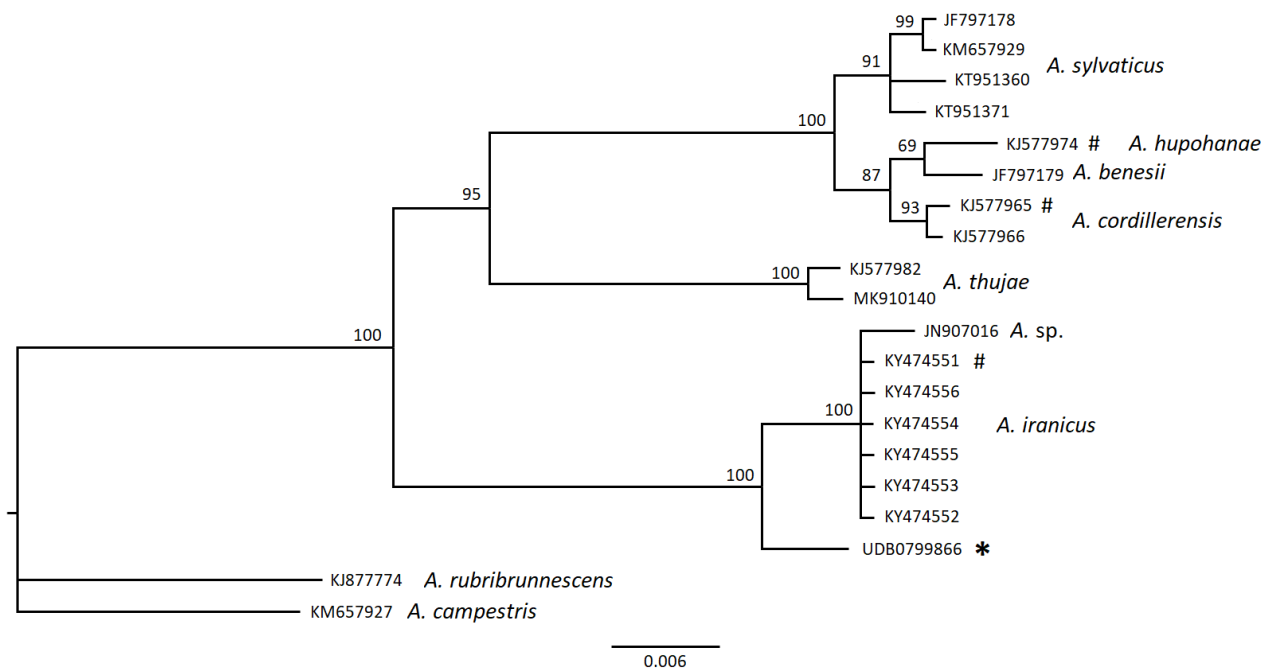 99 JF797178
KM657929
A. sylvaticus
91 KT951360
KT951371
100
69 KJ577974 # A. hupohanae
JF797179 A. benesii
87
93 KJ577965 #
A. cordillerensis
KJ577966
95
100 KJ577982
A. thujae
MK910140
JN907016 A. sp.
100
KY474551 #
KY474556
100 KY474554 A. iranicus
KY474555
100
KY474553
KY474552
UDB0799866 *
KJ877774 A. rubribrunnescens
KM657927 A. campestris
0.006